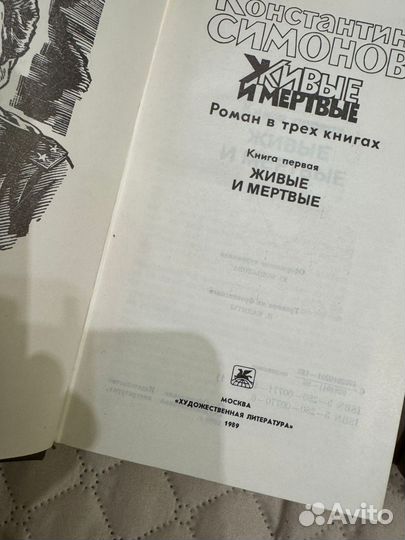 Константин
СИМОНОВ
ЖИВЫЕ
И МЕРТВЫЕ
Роман в трех книгах
Книга первая
ЖИВЫЕ
И МЕРТВЫЕ
МОСКВА
«ХУДОЖЕСТВЕННАЯ ЛИТЕРАТУРА»
1989
Avito